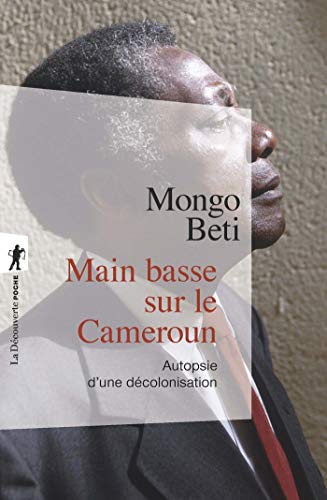 Mongo
Beti
Main basse
sur le
Cameroun
Autopsie
d'une décolonisation
La Découverte POCHE